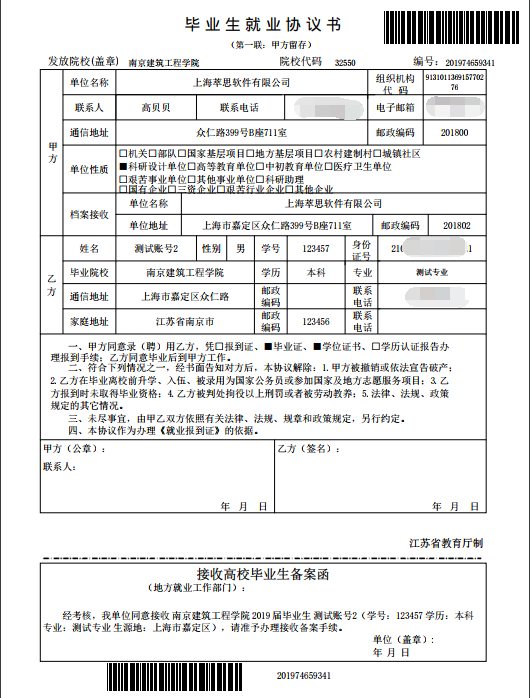 毕业生就业协议书
（第一联：甲方留存）
发放院校(盖章) 南京建筑工程学院 院校代码 32550 编号： 201974659341
甲方
单位名称 上海萃思软件有限公司 组织机构代 码 913101136915770276
联系人 高贝贝 联系电话 电子邮箱
通信地址 众仁路399号B座711室 邮政编码 201800
单位性质
□机关□部队□国家基层项目□地方基层项目□农村建制村□城镇社区
■科研设计单位□高等教育单位□中初教育单位□医疗卫生单位
□艰苦事业单位□其他事业单位□科研助理
□国有企业□三资企业□艰苦行业企业□其他企业
档案接收
单位名称 上海萃思软件有限公司
单位地址 上海市嘉定区众仁路399号B座711室 邮政编码 201802
乙方
姓名 测试账号2 性别 男 学号 123457 身份证号 21 1
毕业院校 南京建筑工程学院 学历 本科 专业 测试专业
通信地址 上海市嘉定区众仁路 邮政编码 联系电话
家庭地址 江苏省南京市 邮政编码 123456 联系电话
一、甲方同意录（聘）用乙方，凭□报到证、■毕业证、■学位证书、□学历认证报告办
理报到手续；乙方同意毕业后到甲方工作。
二、符合下列情况之一，经书面告知对方后，本协议解除：1.甲方被撤销或依法宣告破产；
2.乙方在毕业离校前升学、入伍、被录用为国家公务员或参加国家及地方志愿服务项目；3.乙
方报到时未取得毕业资格；4.乙方被判处拘役以上刑罚或者被劳动教养；5.法律、法规、政策
规定的其它情况。
三、未尽事宜，由甲乙双方依照有关法律、法规、规章和政策规定，另行约定。
四、本协议作为办理《就业报到证》的依据。
甲方（公章）： 乙方（签名）：
联系人：
年 月 日 年 月 日
江苏省教育厅制
接收高校毕业生备案函
（地方就业工作部门）：
经考核，我单位同意接收 南京建筑工程学院 2019 届毕业生 测试账号2（学号：123457 学历：本科
专业：测试专业 生源地：上海市嘉定区），请准予办理接收备案手续。
单位（盖章）：
年 月 日
201974659341